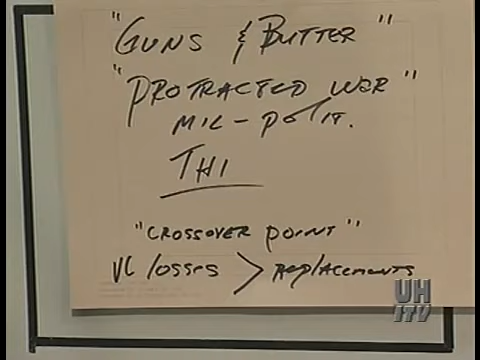 "GUNS & BUTTER"
"PROTRACTED WAR"
MIL-POLIT.
THI
"CROSSOVER POINT"
VC losses > REPLACEMENTS
UH
ITV